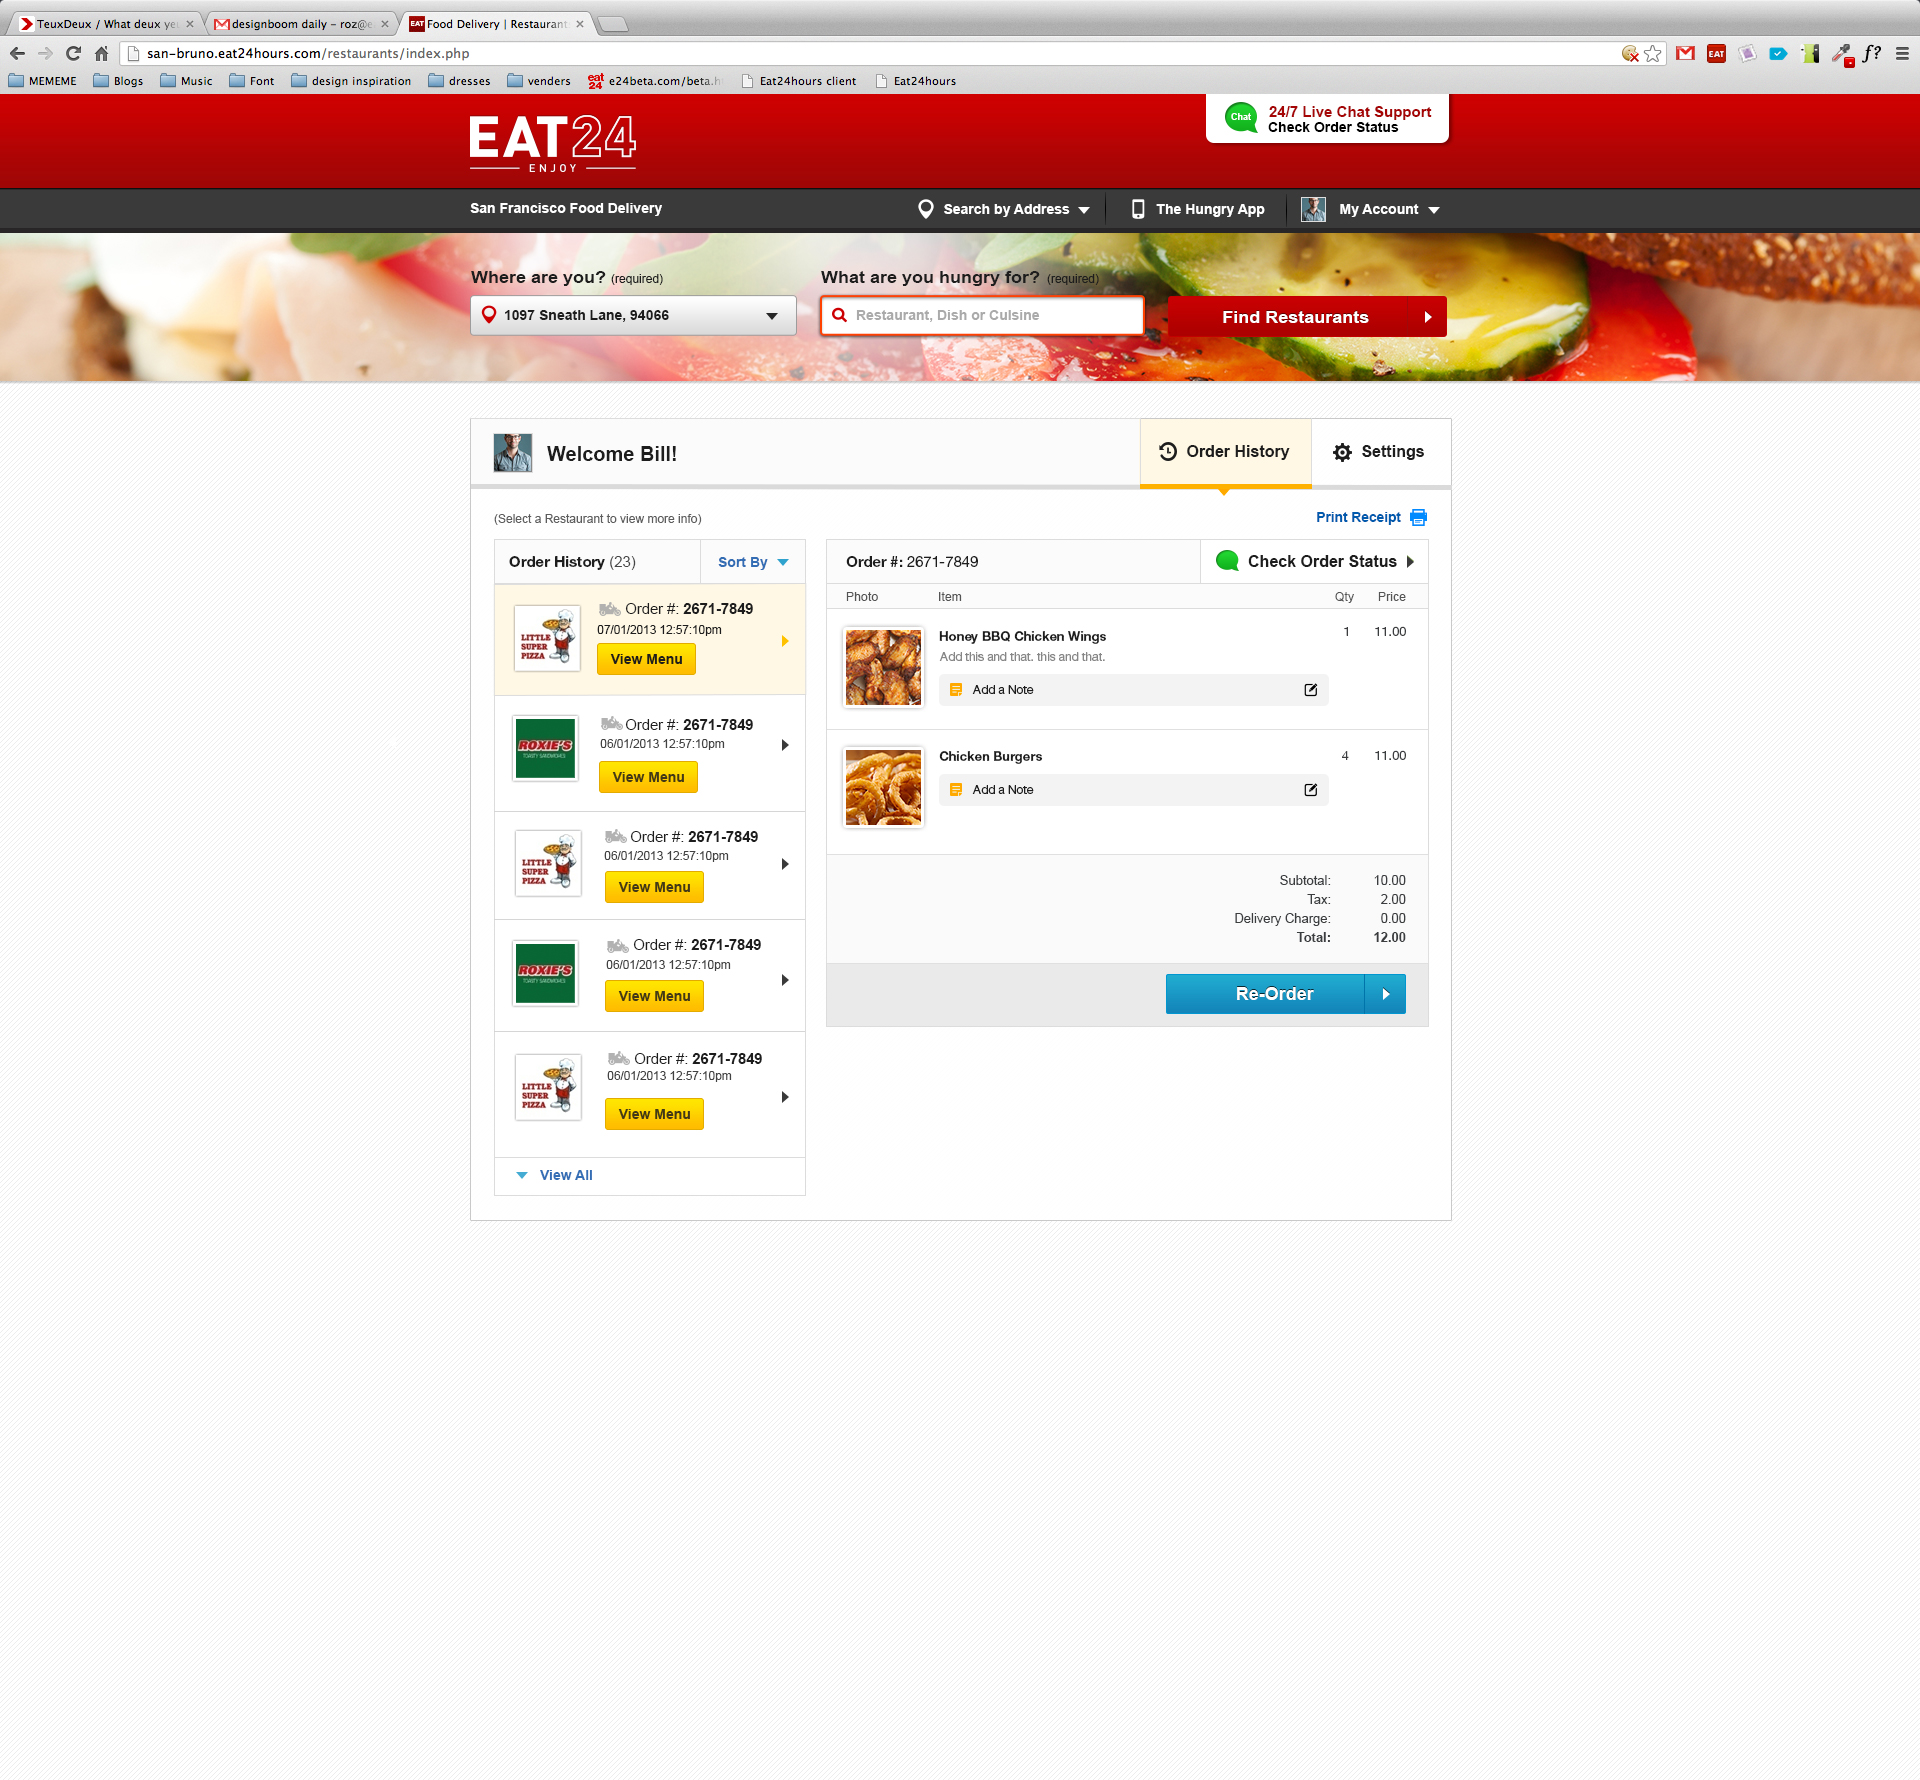 TeuxDeux / What deux ye
designboom daily – roz@e
EAT Food Delivery | Restaurant
san-bruno.eat24hours.com/restaurants/index.php
EAT
f?
MEMEME
Blogs
Music
Font
design inspiration
dresses
venders
eat 24 e24beta.com/beta.h
Eat24hours client
Eat24hours
EAT24
ENJOY
Chat
24/7 Live Chat Support
Check Order Status
San Francisco Food Delivery
Search by Address
The Hungry App
My Account
Where are you? (required)
What are you hungry for? (required)
1097 Sneath Lane, 94066
Restaurant, Dish or Cuisine
Find Restaurants
Welcome Bill!
Order History
Settings
(Select a Restaurant to view more info)
Print Receipt
Order History (23)
Sort By
LITTLE
SUPER
PIZZA
Order #: 2671-7849
07/01/2013 12:57:10pm
View Menu
ROXIE'S
TOASTY SANDWICHES
Order #: 2671-7849
06/01/2013 12:57:10pm
View Menu
LITTLE
SUPER
PIZZA
Order #: 2671-7849
06/01/2013 12:57:10pm
View Menu
ROXIE'S
TOASTY SANDWICHES
Order #: 2671-7849
06/01/2013 12:57:10pm
View Menu
LITTLE
SUPER
PIZZA
Order #: 2671-7849
06/01/2013 12:57:10pm
View Menu
View All
Order #: 2671-7849
Check Order Status
Photo Item Qty Price
Honey BBQ Chicken Wings 1 11.00
Add this and that. this and that.
Add a Note
Chicken Burgers 4 11.00
Add a Note
Subtotal: 10.00
Tax: 2.00
Delivery Charge: 0.00
Total: 12.00
Re-Order